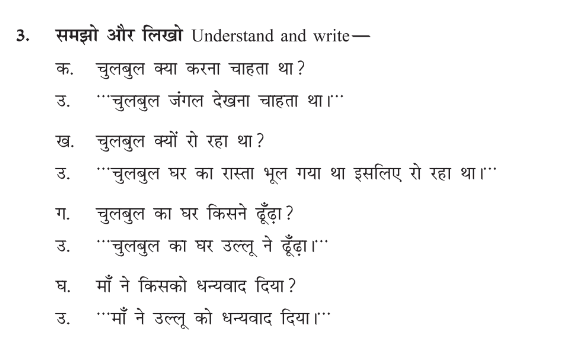 3. समझो और लिखो Understand and write—
क. चुलबुल क्या करना चाहता था?
उ. ```चुलबुल जंगल देखना चाहता था।```
ख. चुलबुल क्यों रो रहा था?
उ. ```चुलबुल घर का रास्ता भूल गया था इसलिए रो रहा था।```
ग. चुलबुल का घर किसने ढूँढ़ा?
उ. ```चुलबुल का घर उल्लू ने ढूँढ़ा।```
घ. माँ ने किसको धन्यवाद दिया?
उ. ```माँ ने उल्लू को धन्यवाद दिया।```